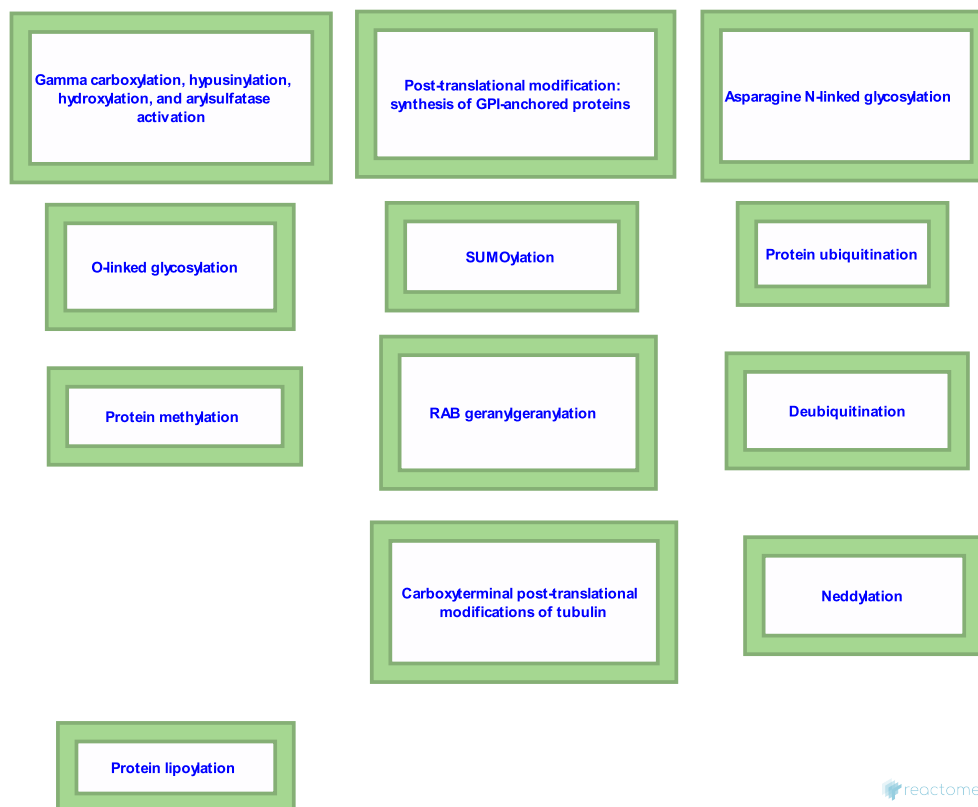 Gamma carboxylation, hypusinylation,
hydroxylation, and arylsulfatase
activation
Post-translational modification:
synthesis of GPI-anchored proteins
Asparagine N-linked glycosylation
O-linked glycosylation
SUMOylation
Protein ubiquitination
Protein methylation
RAB geranylgeranylation
Deubiquitination
Carboxyterminal post-translational
modifications of tubulin
Neddylation
Protein lipoylation
reactome